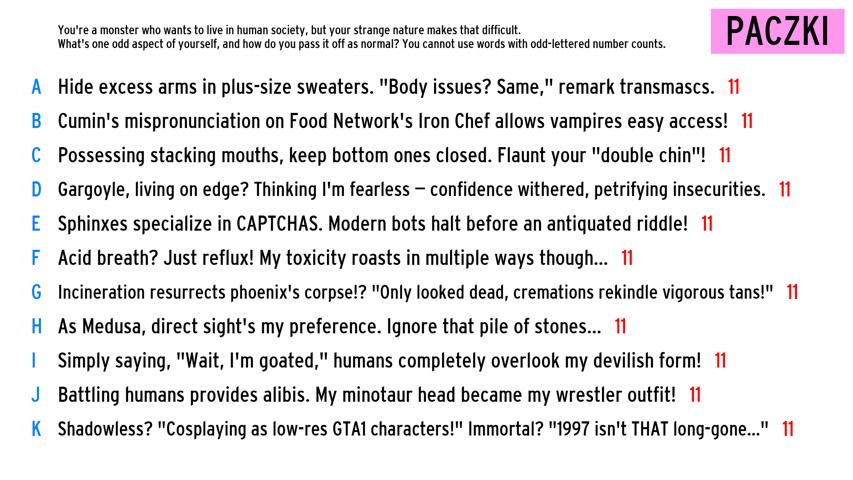 You're a monster who wants to live in human society, but your strange nature makes that difficult.
What's one odd aspect of yourself, and how do you pass it off as normal? You cannot use words with odd-lettered number counts.
PACZKI
A Hide excess arms in plus-size sweaters. "Body issues? Same," remark transmascs. 11
B Cumin's mispronunciation on Food Network's Iron Chef allows vampires easy access! 11
C Possessing stacking mouths, keep bottom ones closed. Flaunt your "double chin"! 11
D Gargoyle, living on edge? Thinking I'm fearless – confidence withered, petrifying insecurities. 11
E Sphinxes specialize in CAPTCHAS. Modern bots halt before an antiquated riddle! 11
F Acid breath? Just reflux! My toxicity roasts in multiple ways though... 11
G Incineration resurrects phoenix's corpse!? "Only looked dead, cremations rekindle vigorous tans!" 11
H As Medusa, direct sight's my preference. Ignore that pile of stones... 11
I Simply saying, "Wait, I'm goated," humans completely overlook my devilish form! 11
J Battling humans provides alibis. My minotaur head became my wrestler outfit! 11
K Shadowless? "Cosplaying as low-res GTA1 characters!" Immortal? "1997 isn't THAT long-gone..." 11